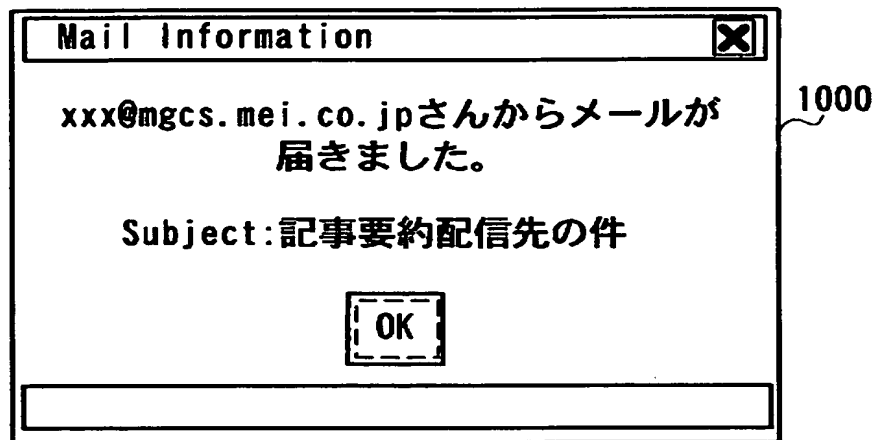 Mail Information
xxx@mgcs.mei.co.jpさんからメールが
届きました。
1000
Subject:記事要約配信先の件
OK